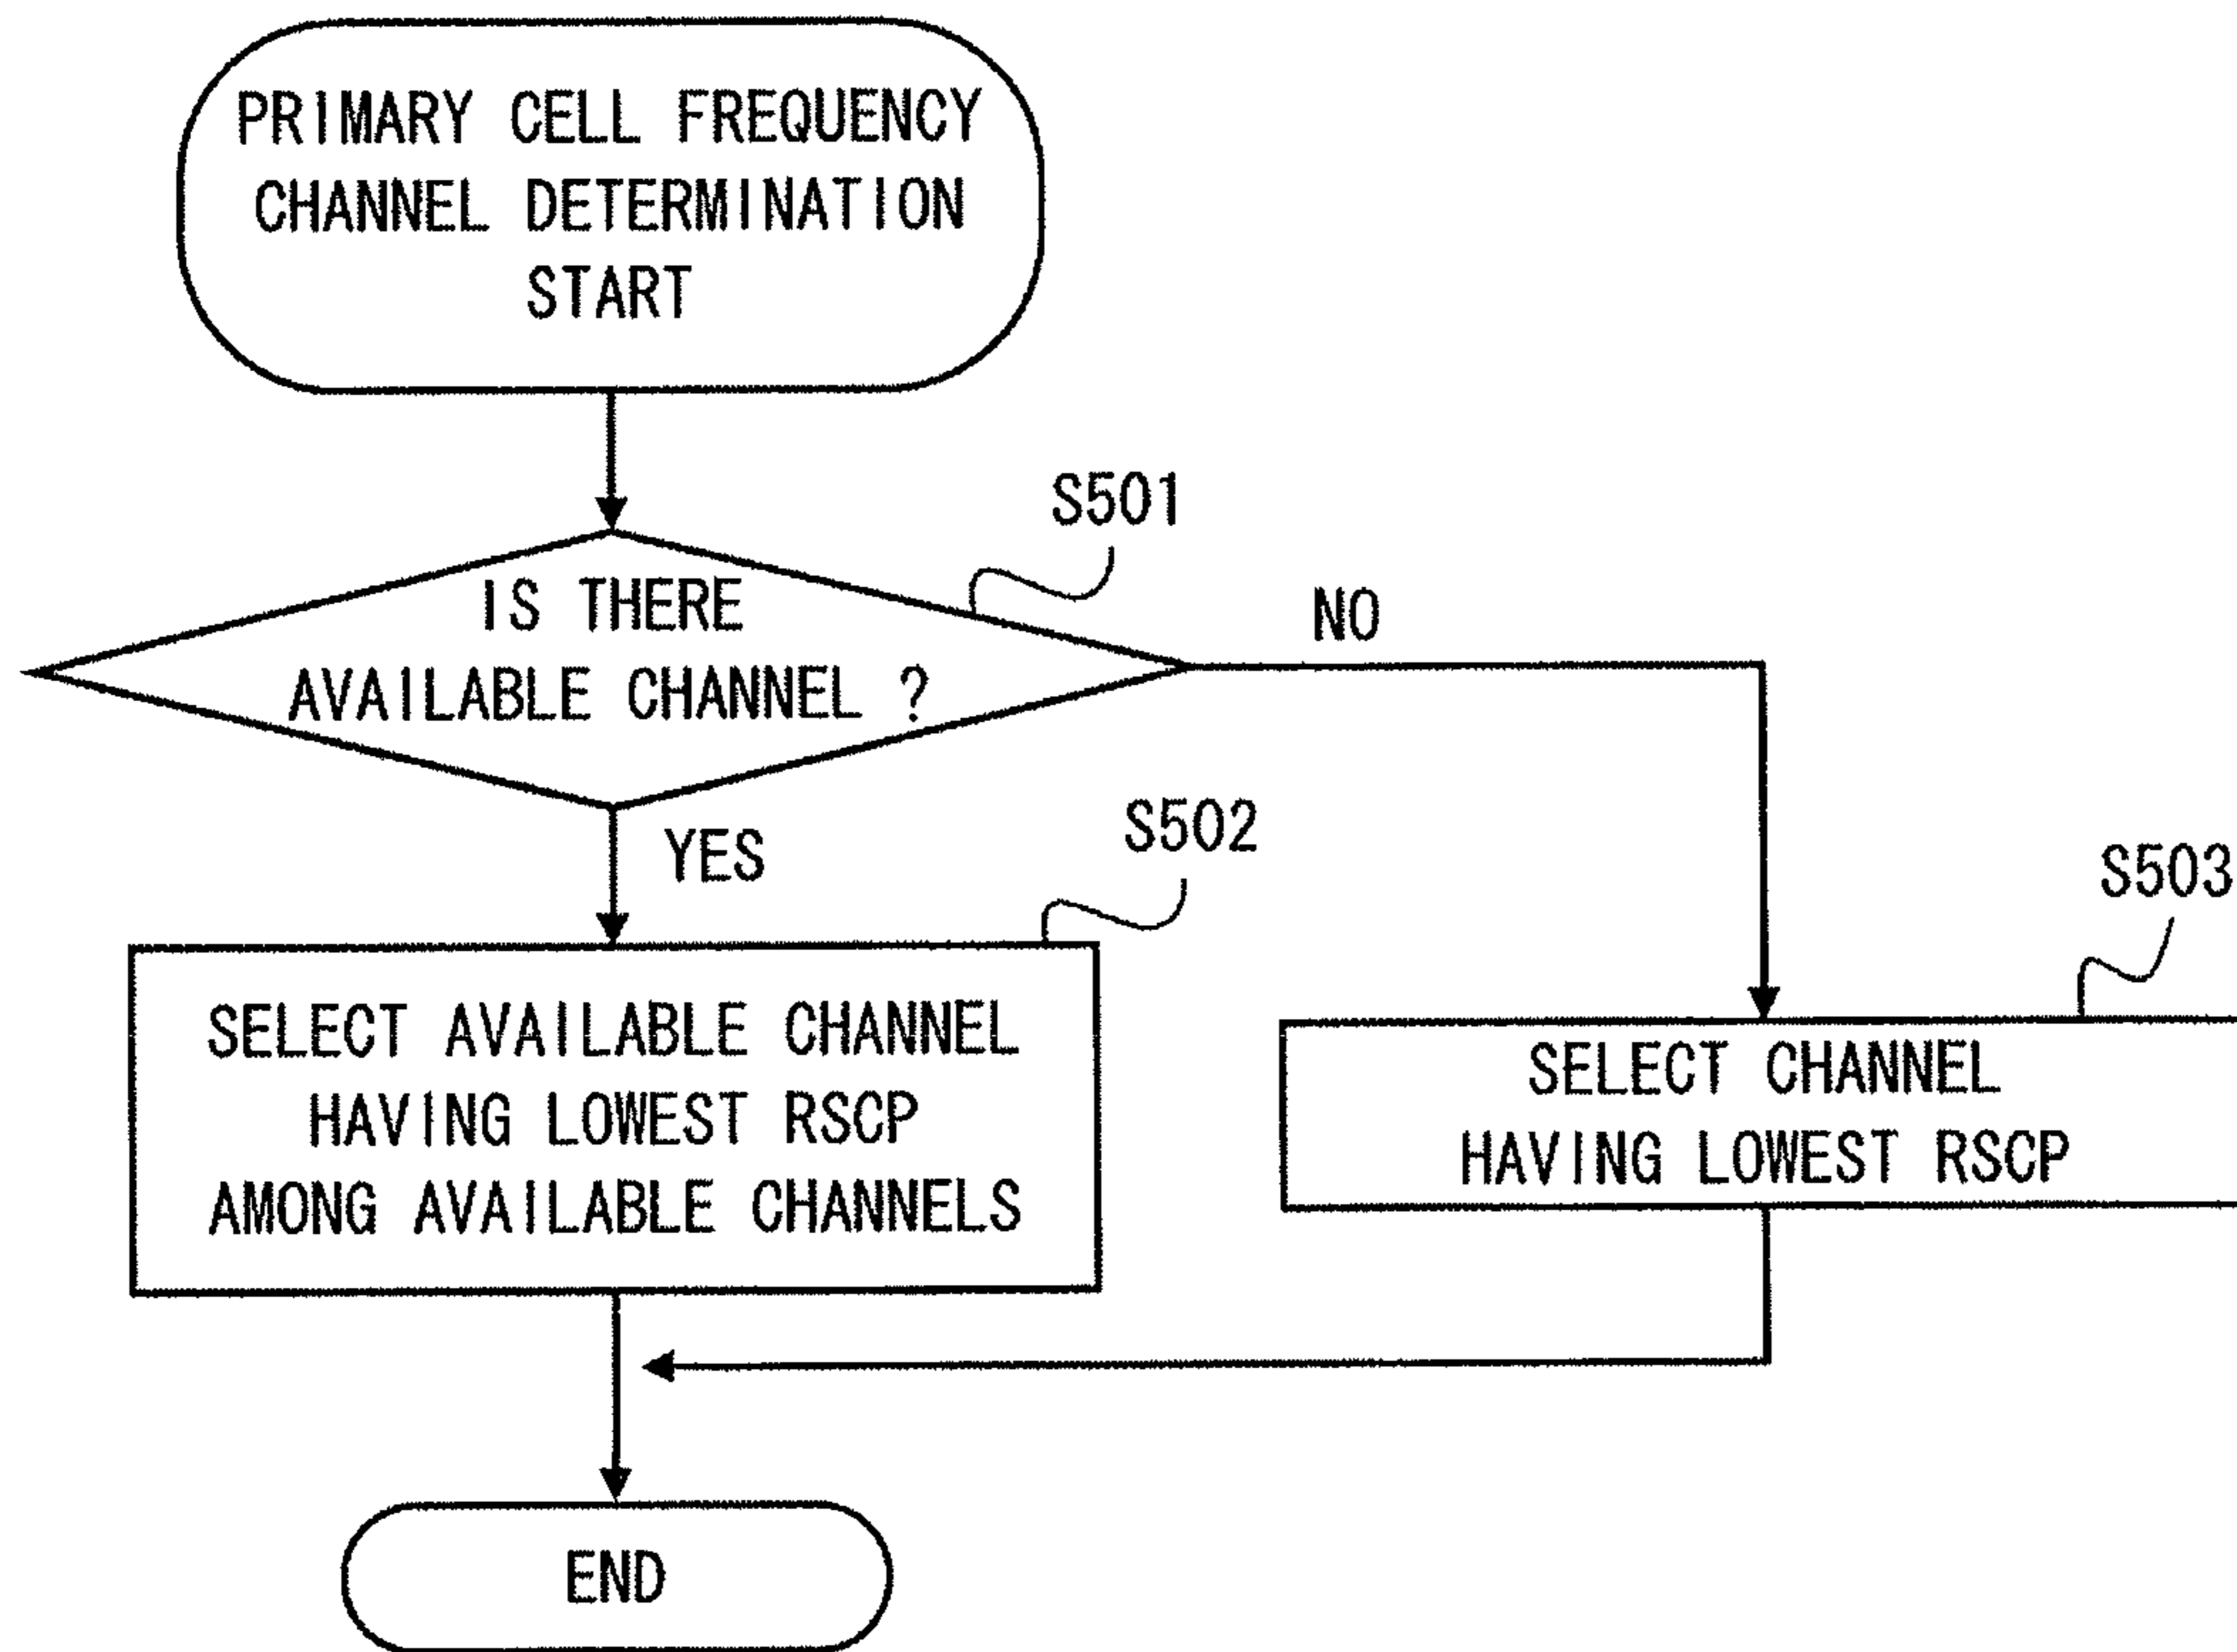 PRIMARY CELL FREQUENCY
CHANNEL DETERMINATION
START
S501
IS THERE
AVAILABLE CHANNEL ?
NO
YES
S502
SELECT AVAILABLE CHANNEL
HAVING LOWEST RSCP
AMONG AVAILABLE CHANNELS
S503
SELECT CHANNEL
HAVING LOWEST RSCP
END